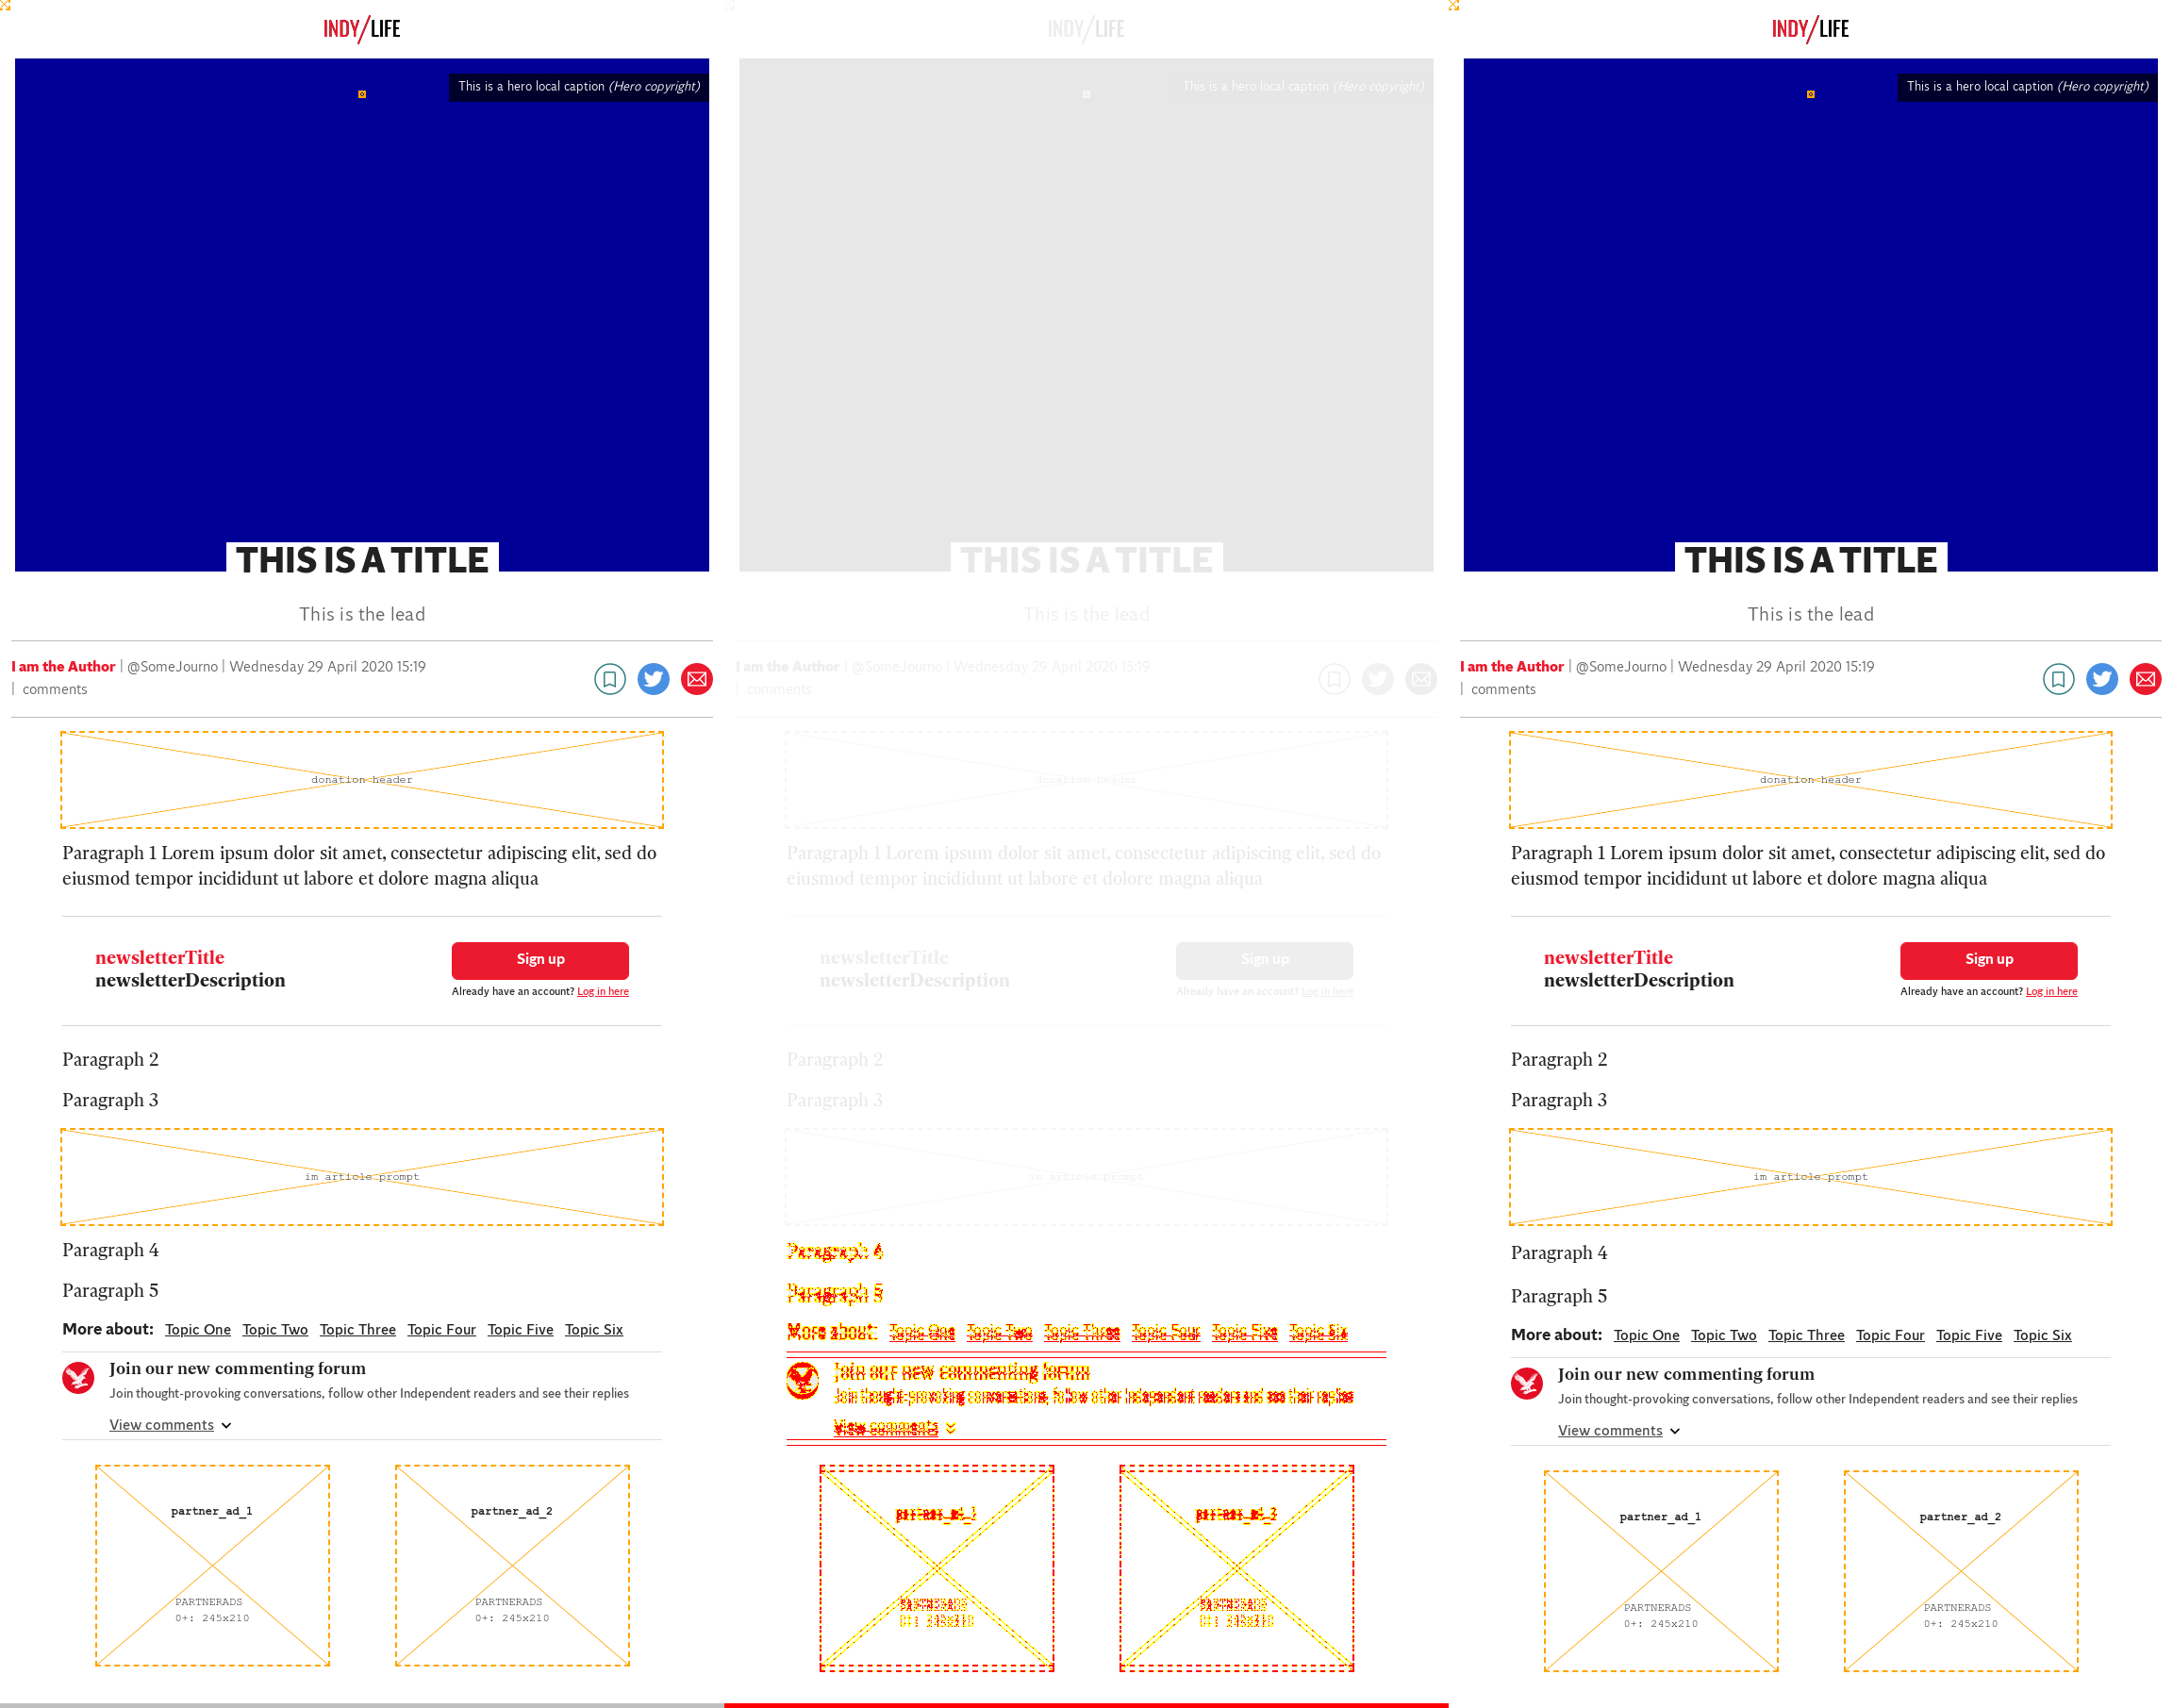 INDY/LIFE
This is a hero local caption (Hero copyright)
THIS IS A TITLE
This is the lead
I am the Author | @SomeJourno | Wednesday 29 April 2020 15:19
| comments
donation header
Paragraph 1 Lorem ipsum dolor sit amet, consectetur adipiscing elit, sed do
eiusmod tempor incididunt ut labore et dolore magna aliqua
newsletterTitle
newsletterDescription
Sign up
Already have an account? Log in here
Paragraph 2
Paragraph 3
im article prompt
Paragraph 4
Paragraph 5
More about: Topic One Topic Two Topic Three Topic Four Topic Five Topic Six
Join our new commenting forum
Join thought-provoking conversations, follow other Independent readers and see their replies
View comments
partner_ad_1
PARTNERADS
0+: 245x210
partner_ad_2
PARTNERADS
0+: 245x210
INDY/LIFE
This is a hero local caption (Hero copyright)
THIS IS A TITLE
This is the lead
I am the Author | @SomeJourno | Wednesday 29 April 2020 15:19
| comments
donation header
Paragraph 1 Lorem ipsum dolor sit amet, consectetur adipiscing elit, sed do
eiusmod tempor incididunt ut labore et dolore magna aliqua
newsletterTitle
newsletterDescription
Sign up
Already have an account? Log in here
Paragraph 2
Paragraph 3
im article prompt
Paragraph 4
Paragraph 5
More about: Topic One Topic Two Topic Three Topic Four Topic Five Topic Six
Join our new commenting forum
Join thought-provoking conversations, follow other Independent readers and see their replies
View comments
partner_ad_1
PARTNERADS
0+: 245x210
partner_ad_2
PARTNERADS
0+: 245x210
INDY/LIFE
This is a hero local caption (Hero copyright)
THIS IS A TITLE
This is the lead
I am the Author | @SomeJourno | Wednesday 29 April 2020 15:19
| comments
donation header
Paragraph 1 Lorem ipsum dolor sit amet, consectetur adipiscing elit, sed do
eiusmod tempor incididunt ut labore et dolore magna aliqua
newsletterTitle
newsletterDescription
Sign up
Already have an account? Log in here
Paragraph 2
Paragraph 3
im article prompt
Paragraph 4
Paragraph 5
More about: Topic One Topic Two Topic Three Topic Four Topic Five Topic Six
Join our new commenting forum
Join thought-provoking conversations, follow other Independent readers and see their replies
View comments
partner_ad_1
PARTNERADS
0+: 245x210
partner_ad_2
PARTNERADS
0+: 245x210